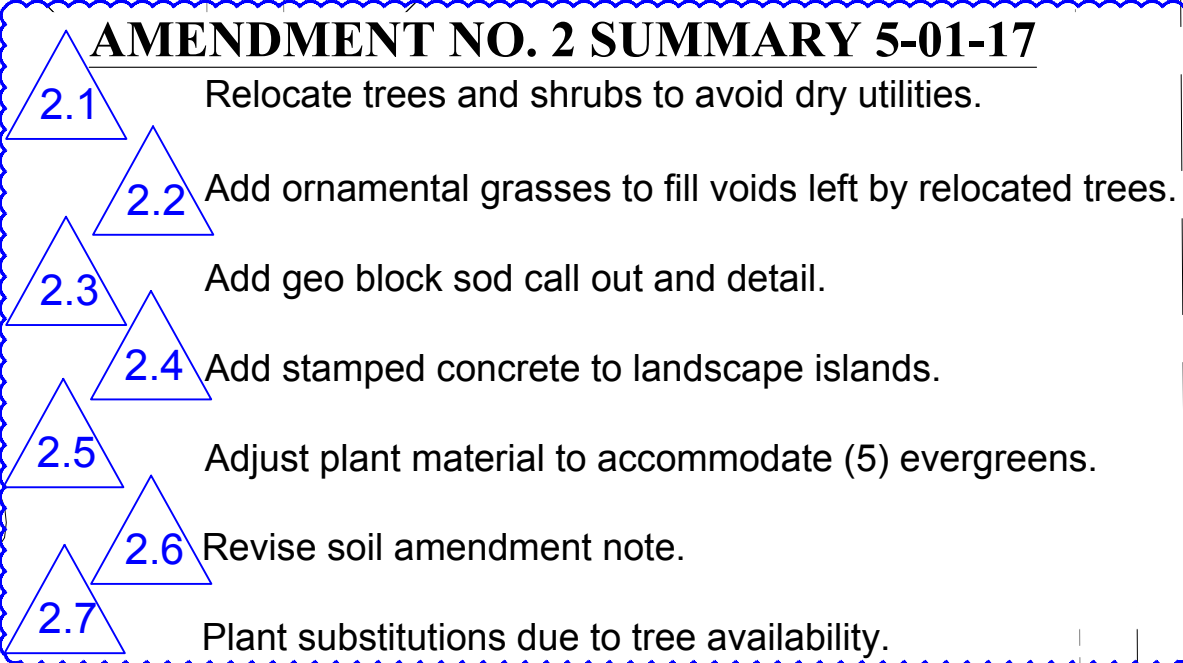 AMENDMENT NO. 2 SUMMARY 5-01-17
2.1 Relocate trees and shrubs to avoid dry utilities.
2.2 Add ornamental grasses to fill voids left by relocated trees.
2.3 Add geo block sod call out and detail.
2.4 Add stamped concrete to landscape islands.
2.5 Adjust plant material to accommodate (5) evergreens.
2.6 Revise soil amendment note.
2.7 Plant substitutions due to tree availability.